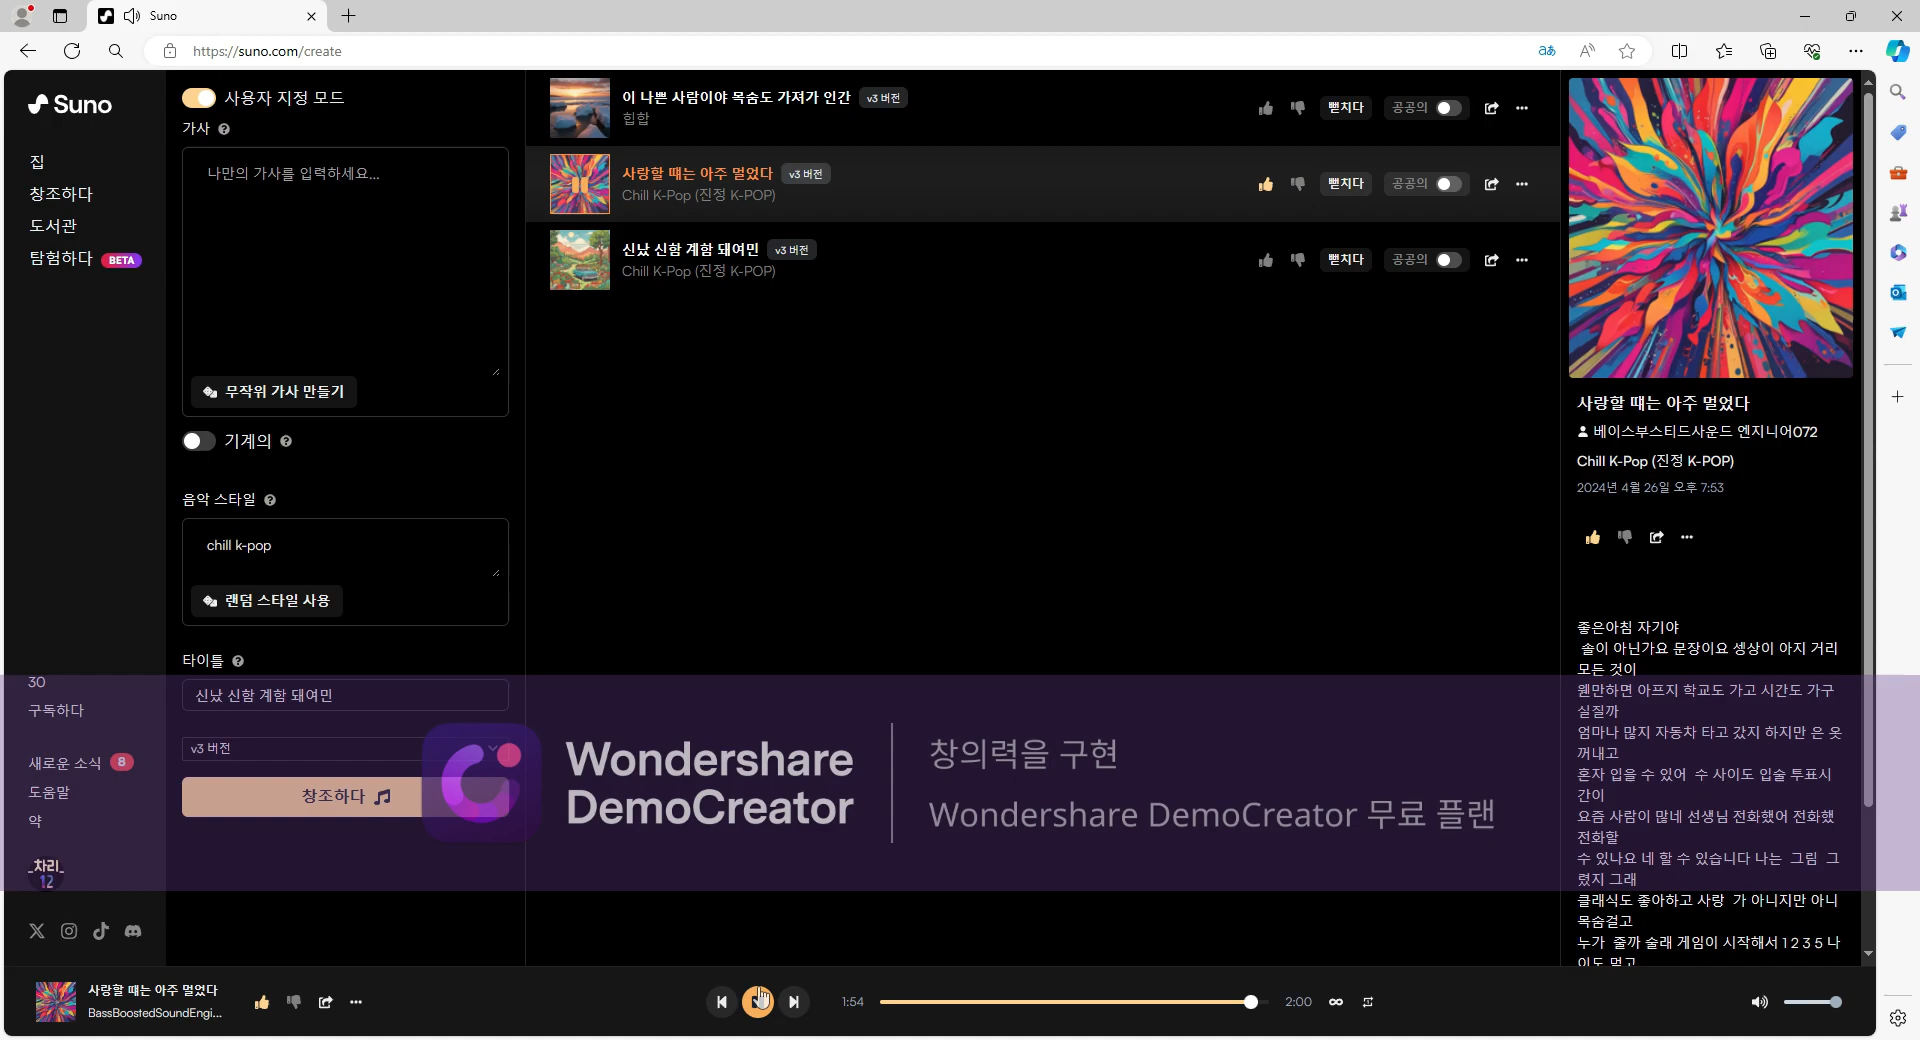 Suno
https://suno.com/create
Suno
집
창조하다
도서관
탐험하다 BETA
30
구독하다
새로운 소식 8
도움말
약
_차리_
12
사용자 지정 모드
가사
나만의 가사를 입력하세요...
무작위 가사 만들기
기계의
음악 스타일
chill k-pop
랜덤 스타일 사용
타이틀
신났 신함 계함 돼여민
v3 버전
창조하다
이 나쁜 사람이야 목숨도 가져가 인간 v3 버전
힙합
뻗치다 공공의
사랑할 때는 아주 멀었다 v3 버전
Chill K-Pop (진정 K-POP)
뻗치다 공공의
신났 신함 계함 돼여민 v3 버전
Chill K-Pop (진정 K-POP)
뻗치다 공공의
사랑할 때는 아주 멀었다
베이스부스티드사운드 엔지니어072
Chill K-Pop (진정 K-POP)
2024년 4월 26일 오후 7:53
좋은아침 자기야
솔이 아닌가요 문장이요 셍상이 아지 거리
모든 것이
웬만하면 아프지 학교도 가고 시간도 가구
실질까
엄마나 많지 자동차 타고 갔지 하지만 은 옷
꺼내고
혼자 입을 수 있어 수 사이도 입술 투표시
간이
요즘 사람이 많네 선생님 전화했어 전화했
전화할
수 있나요 네 할 수 있습니다 나는 그림 그
렸지 그래
클래식도 좋아하고 사랑 가 아니지만 아니
목숨걸고
누가 줄까 술래 게임이 시작해서 1 2 3 5 나
이도 먹고
Wondershare
DemoCreator
창의력을 구현
Wondershare DemoCreator 무료 플랜
사랑할 때는 아주 멀었다
BassBoostedSoundEngi...
1:54
2:00